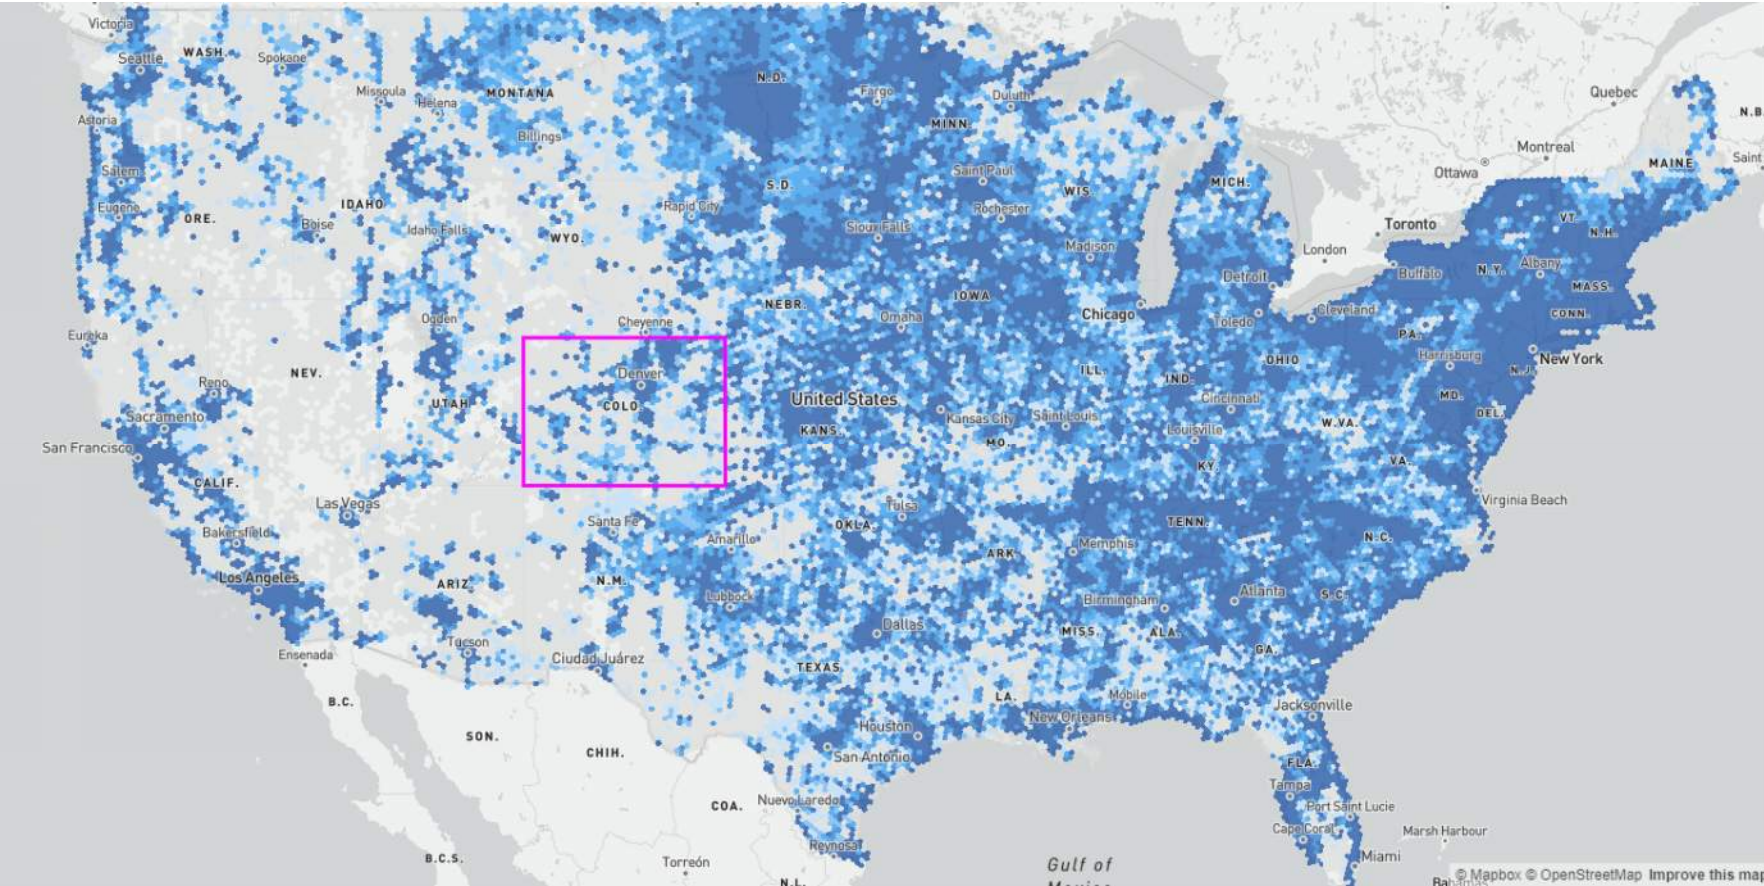 Victoria
Seattle
WASH.
Spokane
Missoula
Helena
MONTANA
Billings
N.D.
Fargo
Duluth
MINN.
Quebec
N.B.
Astoria
Salem
Eugene
ORE.
IDAHO
Boise
Idaho Falls
WYO.
Rapid City
S.D.
Sioux Falls
Saint Paul
Rochester
WIS.
Madison
MICH.
Ottawa
Montreal
MAINE
Saint
Toronto
London
Detroit
Buffalo
VT.
N.H.
N.Y.
Albany
MASS.
CONN.
Eureka
Ogden
Cheyenne
NEBR.
Omaha
IOWA
Chicago
Toledo
Cleveland
PA.
Harrisburg
New York
N.J.
NEV.
Reno
Sacramento
San Francisco
UTAH
Denver
COLO.
United States
KANS.
Kansas City
MO.
Saint Louis
ILL.
IND.
OHIO
Cincinnati
Louisville
KY.
W.VA.
MD.
DEL.
VA.
Virginia Beach
CALIF.
Las Vegas
Bakersfield
Los Angeles
Santa Fe
Amarillo
OKLA.
Tulsa
ARK.
Memphis
TENN.
N.C.
ARIZ.
N.M.
Lubbock
Dallas
Birmingham
Atlanta
S.C.
MISS.
ALA.
GA.
Ensenada
Tucson
Ciudad Juárez
TEXAS
LA.
Mobile
New Orleans
Jacksonville
B.C.
SON.
CHIH.
Houston
San Antonio
FLA.
Tampa
COA.
Nuevo Laredo
Port Saint Lucie
Cape Coral
Marsh Harbour
Reynosa
Miami
B.C.S.
Torreón
N.L.
Gulf of
Mexico
© Mapbox © OpenStreetMap Improve this map